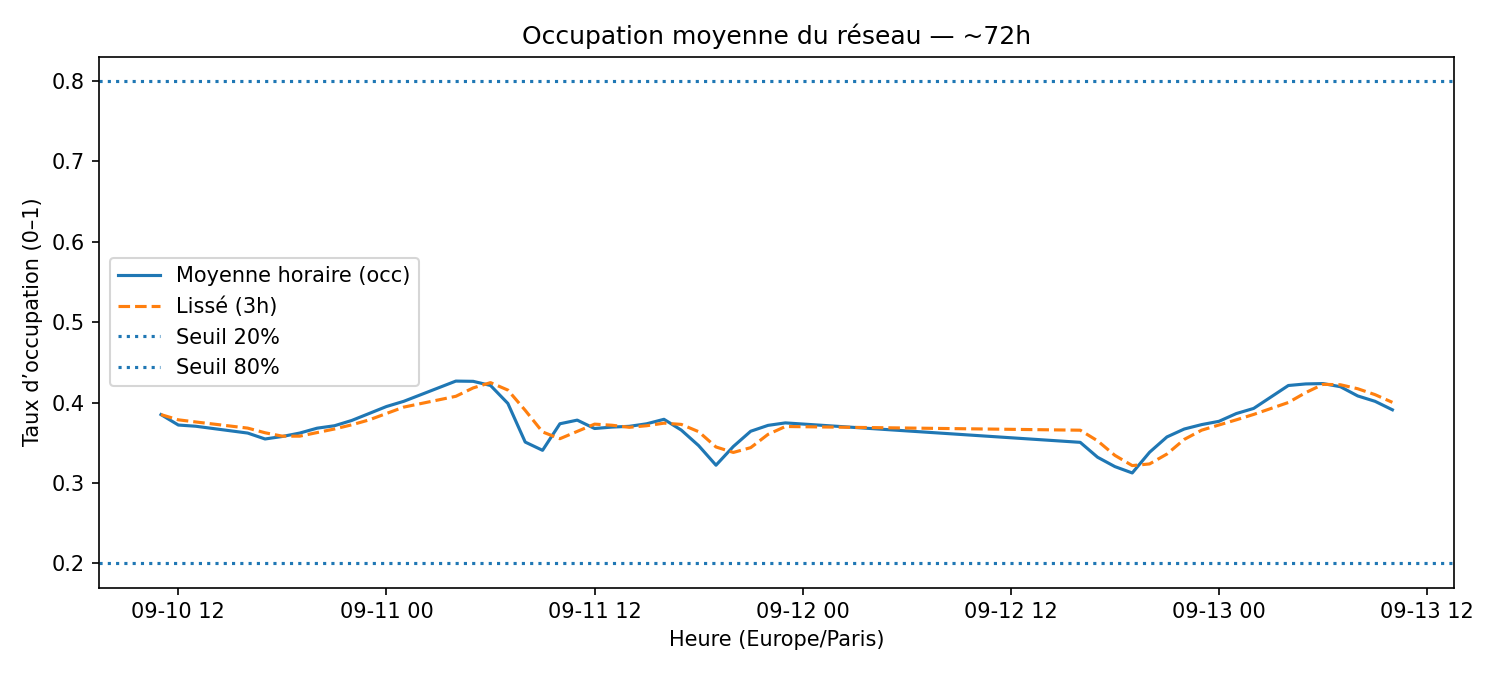 Occupation moyenne du réseau — ~72h
Taux d’occupation (0–1)
0.8
0.7
0.6
0.5
0.4
0.3
0.2
Moyenne horaire (occ)
Lissé (3h)
Seuil 20%
Seuil 80%
09-10 12
09-11 00
09-11 12
09-12 00
09-12 12
09-13 00
09-13 12
Heure (Europe/Paris)